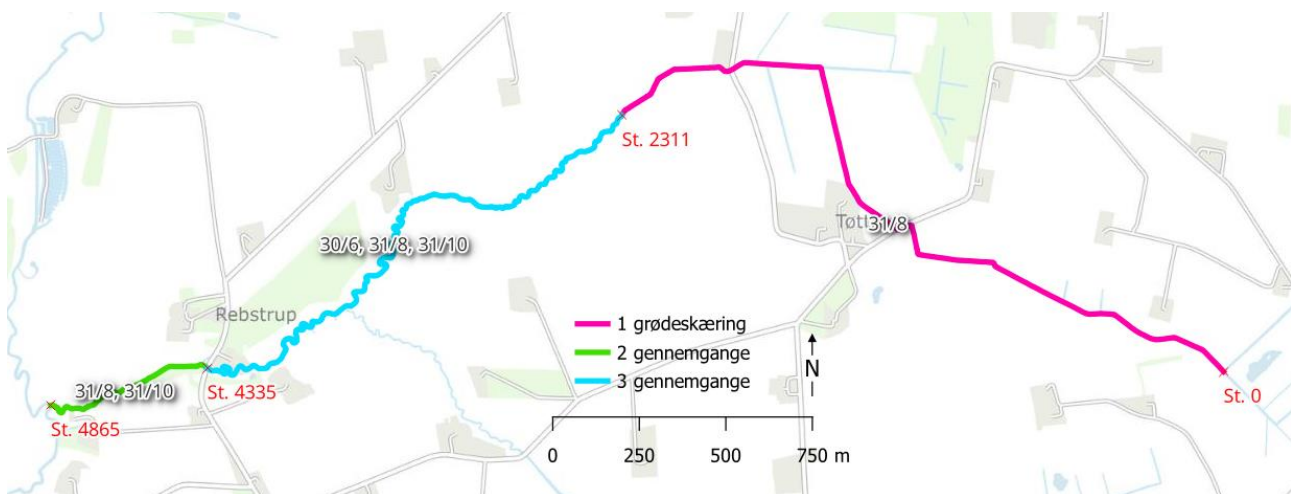 St. 2311
Tøtl
31/8
30/6, 31/8, 31/10
Rebstrup
1 grødeskæring
2 gennemgange
3 gennemgange
N
31/8, 31/10
St. 4335
St. 0
St. 4865
0 250 500 750 m